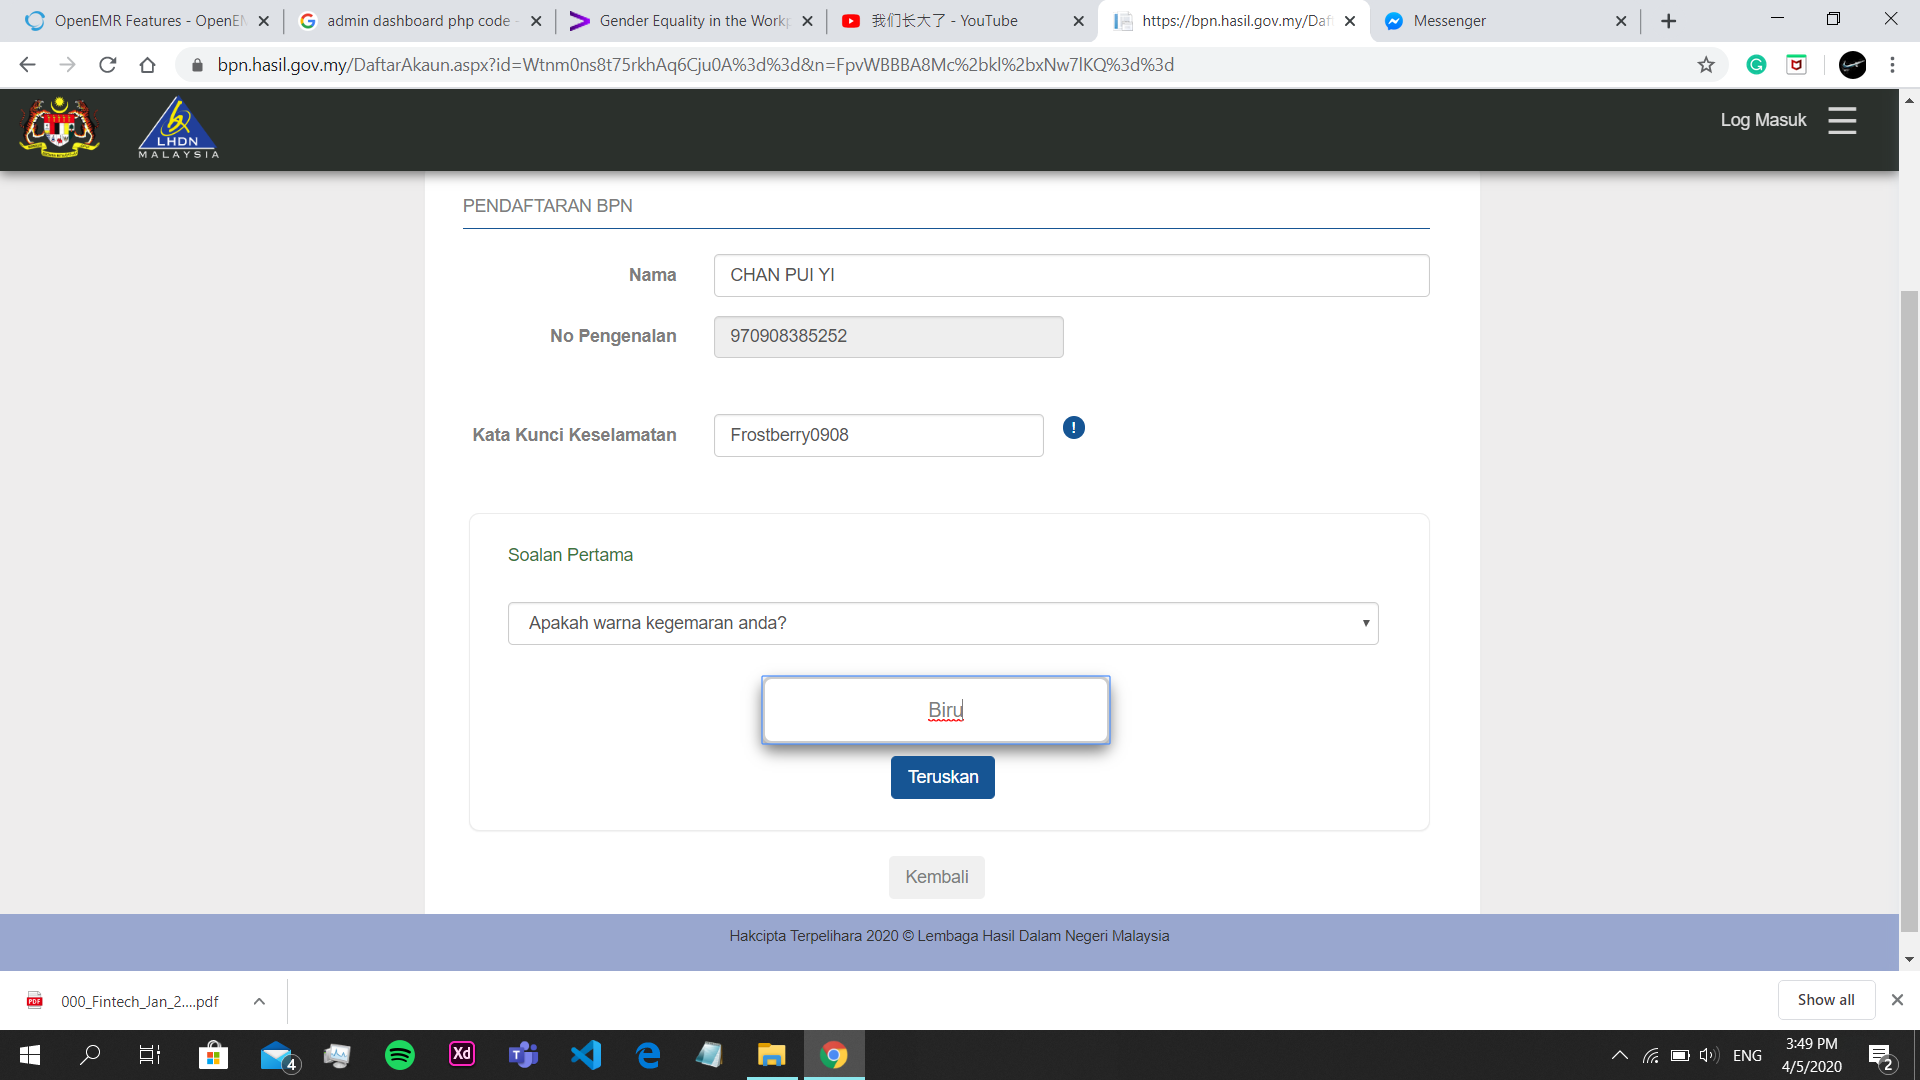 OpenEMR Features - OpenEM
admin dashboard php code -
Gender Equality in the Workp
我们长大了 - YouTube
https://bpn.hasil.gov.my/Daft
Messenger
bpn.hasil.gov.my/DaftarAkaun.aspx?id=Wtnm0ns8t75rkhAq6Cju0A%3d%3d&n=FpvWBBBA8Mc%2bkl%2bxNw7lKQ%3d%3d
LHDN
MALAYSIA
Log Masuk
PENDAFTARAN BPN
Nama
CHAN PUI YI
No Pengenalan
970908385252
Kata Kunci Keselamatan
Frostberry0908
!
Soalan Pertama
Apakah warna kegemaran anda?
Biru
Teruskan
Kembali
Hakcipta Terpelihara 2020 © Lembaga Hasil Dalam Negeri Malaysia
PDF
000_Fintech_Jan_2....pdf
Show all
4
Xd
ENG
3:49 PM
4/5/2020
2